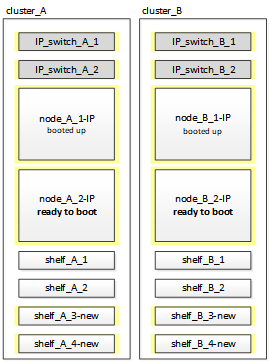 cluster_A
IP_switch_A_1
IP_switch_A_2
node_A_1-IP
booted up
node_A_2-IP
ready to boot
shelf_A_1
shelf_A_2
shelf_A_3-new
shelf_A_4-new
cluster_B
IP_switch_B_1
IP_switch_B_2
node_B_1-IP
booted up
node_B_2-IP
ready to boot
shelf_B_1
shelf_B_2
shelf_B_3-new
shelf_B_4-new